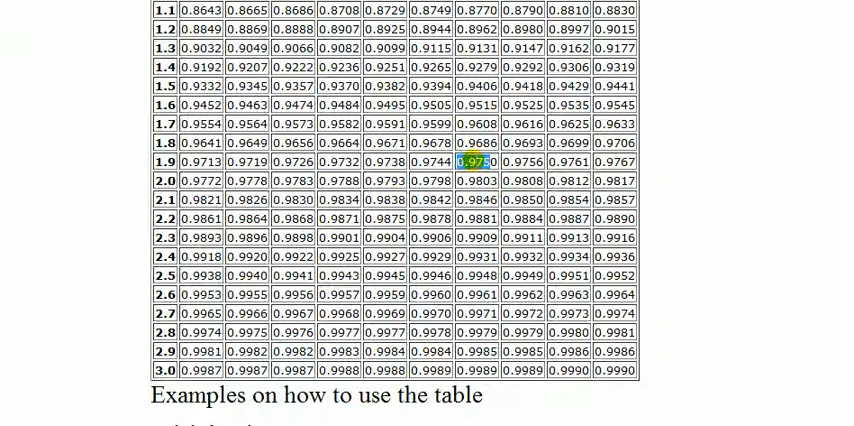 1.1 0.8643 0.8665 0.8686 0.8708 0.8729 0.8749 0.8770 0.8790 0.8810 0.8830
1.2 0.8849 0.8869 0.8888 0.8907 0.8925 0.8944 0.8962 0.8980 0.8997 0.9015
1.3 0.9032 0.9049 0.9066 0.9082 0.9099 0.9115 0.9131 0.9147 0.9162 0.9177
1.4 0.9192 0.9207 0.9222 0.9236 0.9251 0.9265 0.9279 0.9292 0.9306 0.9319
1.5 0.9332 0.9345 0.9357 0.9370 0.9382 0.9394 0.9406 0.9418 0.9429 0.9441
1.6 0.9452 0.9463 0.9474 0.9484 0.9495 0.9505 0.9515 0.9525 0.9535 0.9545
1.7 0.9554 0.9564 0.9573 0.9582 0.9591 0.9599 0.9608 0.9616 0.9625 0.9633
1.8 0.9641 0.9649 0.9656 0.9664 0.9671 0.9678 0.9686 0.9693 0.9699 0.9706
1.9 0.9713 0.9719 0.9726 0.9732 0.9738 0.9744 0.9750 0.9756 0.9761 0.9767
2.0 0.9772 0.9778 0.9783 0.9788 0.9793 0.9798 0.9803 0.9808 0.9812 0.9817
2.1 0.9821 0.9826 0.9830 0.9834 0.9838 0.9842 0.9846 0.9850 0.9854 0.9857
2.2 0.9861 0.9864 0.9868 0.9871 0.9875 0.9878 0.9881 0.9884 0.9887 0.9890
2.3 0.9893 0.9896 0.9898 0.9901 0.9904 0.9906 0.9909 0.9911 0.9913 0.9916
2.4 0.9918 0.9920 0.9922 0.9925 0.9927 0.9929 0.9931 0.9932 0.9934 0.9936
2.5 0.9938 0.9940 0.9941 0.9943 0.9945 0.9946 0.9948 0.9949 0.9951 0.9952
2.6 0.9953 0.9955 0.9956 0.9957 0.9959 0.9960 0.9961 0.9962 0.9963 0.9964
2.7 0.9965 0.9966 0.9967 0.9968 0.9969 0.9970 0.9971 0.9972 0.9973 0.9974
2.8 0.9974 0.9975 0.9976 0.9977 0.9977 0.9978 0.9979 0.9979 0.9980 0.9981
2.9 0.9981 0.9982 0.9982 0.9983 0.9984 0.9984 0.9985 0.9985 0.9986 0.9986
3.0 0.9987 0.9987 0.9987 0.9988 0.9988 0.9989 0.9989 0.9989 0.9990 0.9990
Examples on how to use the table